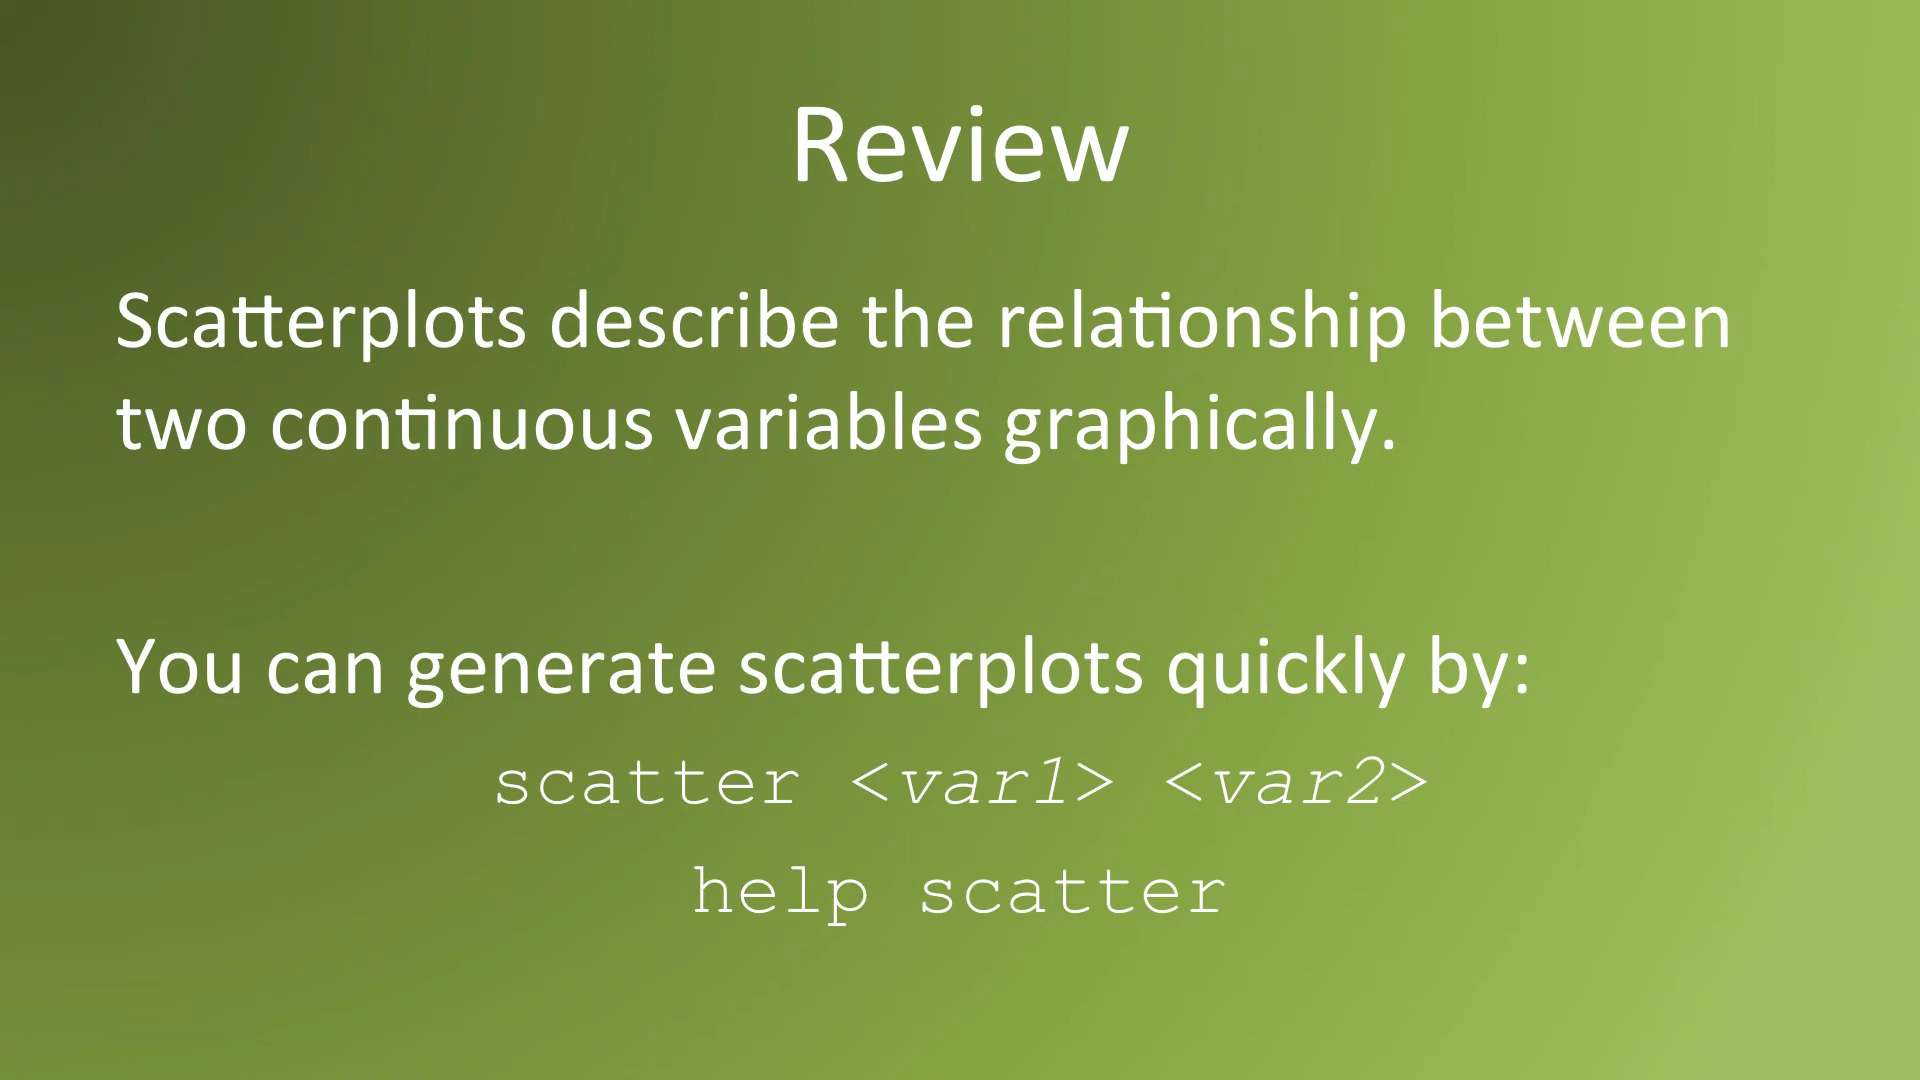 Review
Scatterplots describe the relationship between
two continuous variables graphically.
You can generate scatterplots quickly by:
scatter <var1> <var2>
help scatter